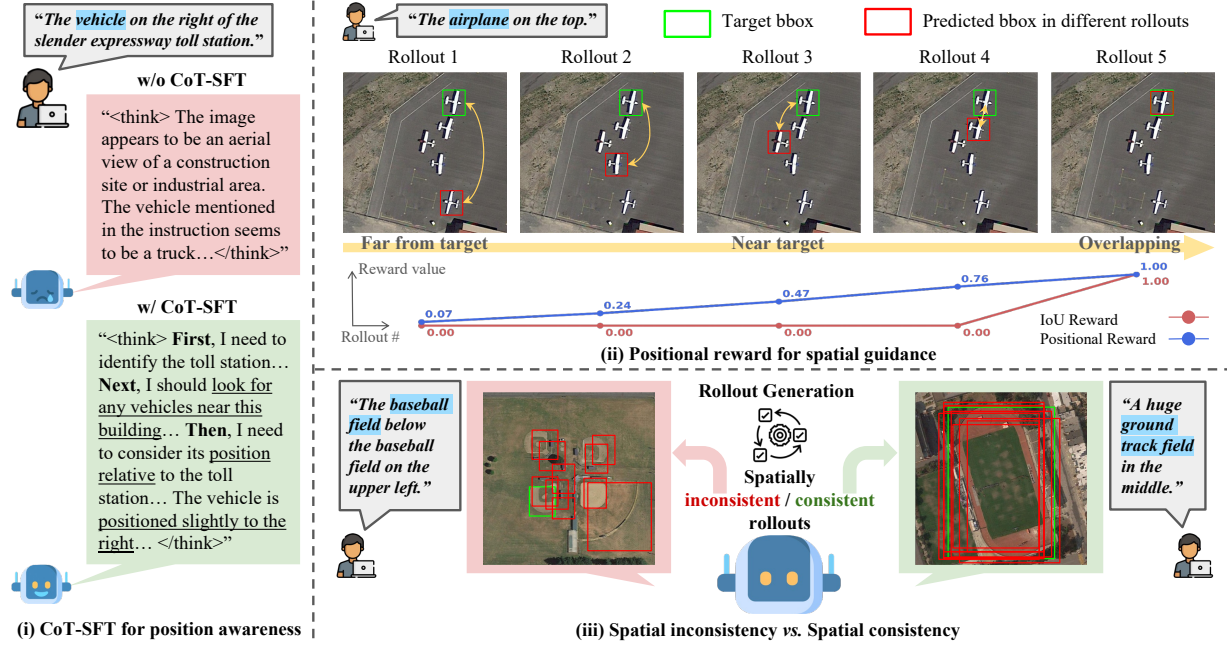 “The vehicle on the right of the
slender expressway toll station.”
w/o CoT-SFT
“<think> The image
appears to be an aerial
view of a construction
site or industrial area.
The vehicle mentioned
in the instruction seems
to be a truck…</think>”
w/ CoT-SFT
“<think> First, I need to
identify the toll station…
Next, I should look for
any vehicles near this
building… Then, I need
to consider its position
relative to the toll
station… The vehicle is
positioned slightly to the
right… </think>”
(i) CoT-SFT for position awareness
“The airplane on the top.”
Target bbox
Predicted bbox in different rollouts
Rollout 1
Rollout 2
Rollout 3
Rollout 4
Rollout 5
Far from target
Near target
Overlapping
Reward value
Rollout #
0.07
0.24
0.47
0.76
1.00
0.00
0.00
0.00
0.00
1.00
IoU Reward
Positional Reward
(ii) Positional reward for spatial guidance
“The baseball
field below
the baseball
field on the
upper left.”
Rollout Generation
Spatially
inconsistent / consistent
rollouts
“A huge
ground
track field
in the
middle.”
(iii) Spatial inconsistency vs. Spatial consistency